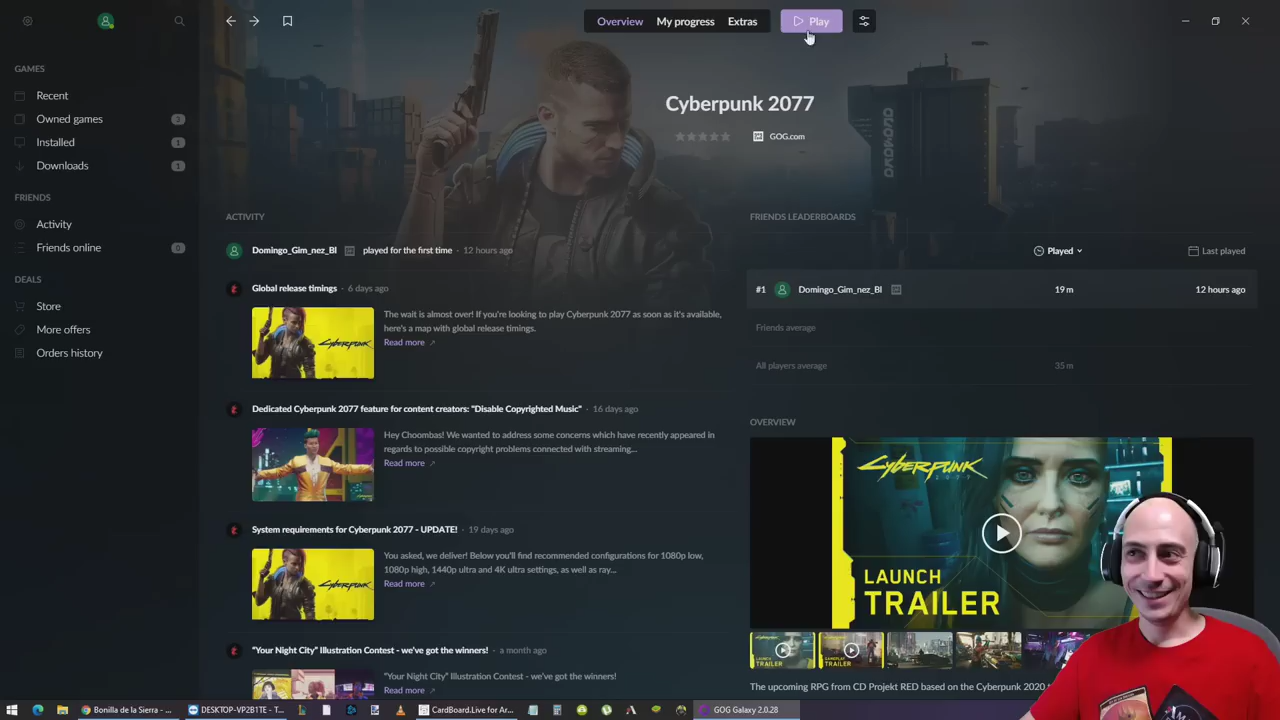 Overview My progress Extras Play
GAMES
Recent
Owned games 3
Installed 1
Downloads 1
FRIENDS
Activity
Friends online 0
DEALS
Store
More offers
Orders history
Cyberpunk 2077
GOG.com
ACTIVITY
Domingo_Gim_nez_Bl played for the first time · 12 hours ago
Global release timings · 6 days ago
The wait is almost over! If you're looking to play Cyberpunk 2077 as soon as it's available,
here's a map with global release timings.
Read more
CYBERPUNK
Dedicated Cyberpunk 2077 feature for content creators: "Disable Copyrighted Music" · 16 days ago
Hey Choombas! We wanted to address some concerns which have recently appeared in
regards to possible copyright problems connected with streaming...
Read more
System requirements for Cyberpunk 2077 - UPDATE! · 19 days ago
You asked, we deliver! Below you'll find recommended configurations for 1080p low,
1080p high, 1440p ultra and 4K ultra settings, as well as ray...
Read more
CYBERPUNK
"Your Night City" Illustration Contest - we've got the winners! · a month ago
"Your Night City" Illustration Contest - we've got the winners!
Read more
FRIENDS LEADERBOARDS
Played Last played
#1 Domingo_Gim_nez_Bl 19 m 12 hours ago
Friends average
All players average 35 m
OVERVIEW
CYBERPUNK
2077
LAUNCH
TRAILER
The upcoming RPG from CD Projekt RED based on the Cyberpunk 2020 t
Bonilla de la Sierra - ... DESKTOP-VP2B1TE - T... CardBoard.Live for Ar... GOG Galaxy 2.0.28